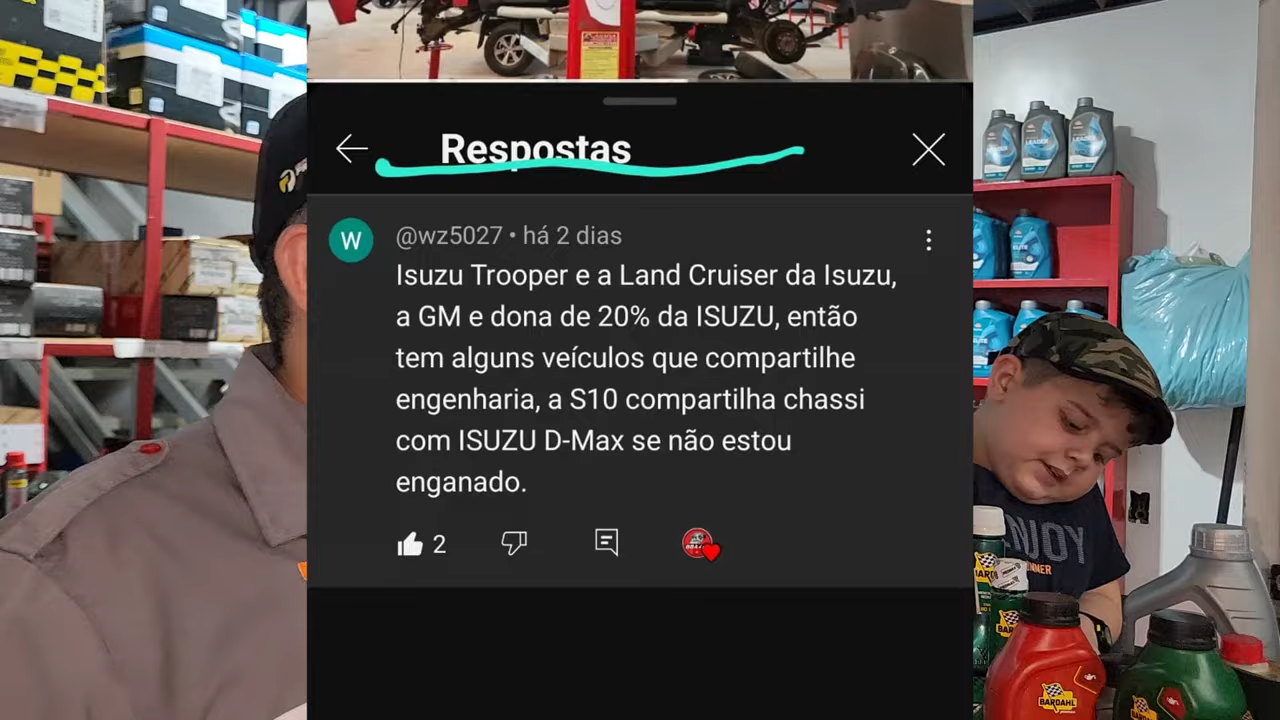 Respostas
W
@wz5027 • há 2 dias
Isuzu Trooper e a Land Cruiser da Isuzu,
a GM e dona de 20% da ISUZU, então
tem alguns veículos que compartilhe
engenharia, a S10 compartilha chassi
com ISUZU D-Max se não estou
enganado.
2
ENJOY
BARDAHL